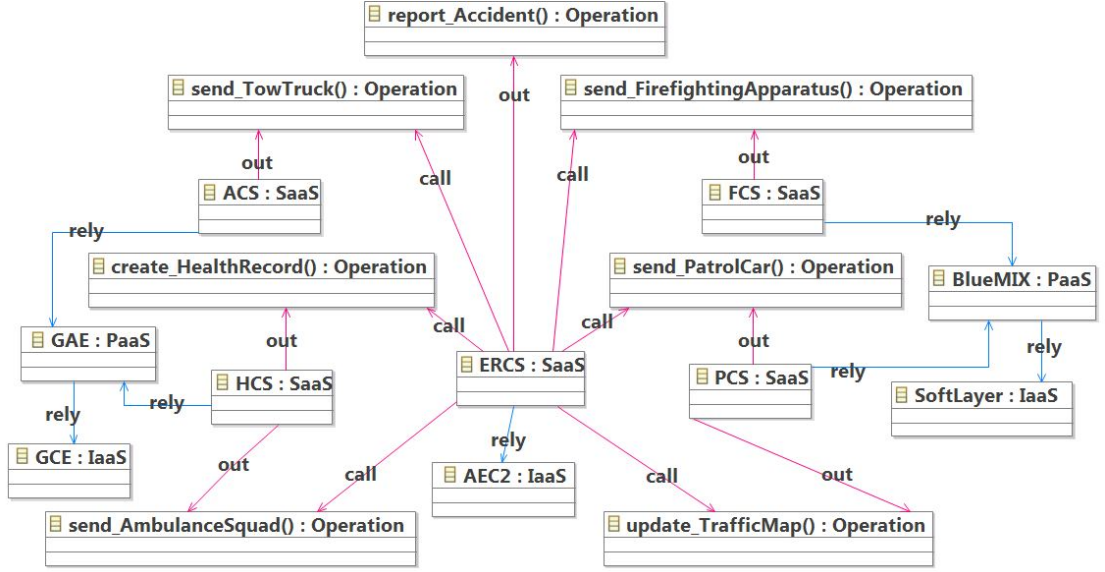 report_Accident() : Operation
send_TowTruck() : Operation
out
send_FirefightingApparatus() : Operation
out
call
call
out
ACS : SaaS
FCS : SaaS
rely
rely
create_HealthRecord() : Operation
send_PatrolCar() : Operation
BlueMIX : PaaS
call
call
GAE : PaaS
out
out
rely
ERCS : SaaS
HCS : SaaS
PCS : SaaS
rely
rely
SoftLayer : IaaS
rely
rely
GCE : IaaS
out
call
AEC2 : IaaS
call
out
send_AmbulanceSquad() : Operation
update_TrafficMap() : Operation